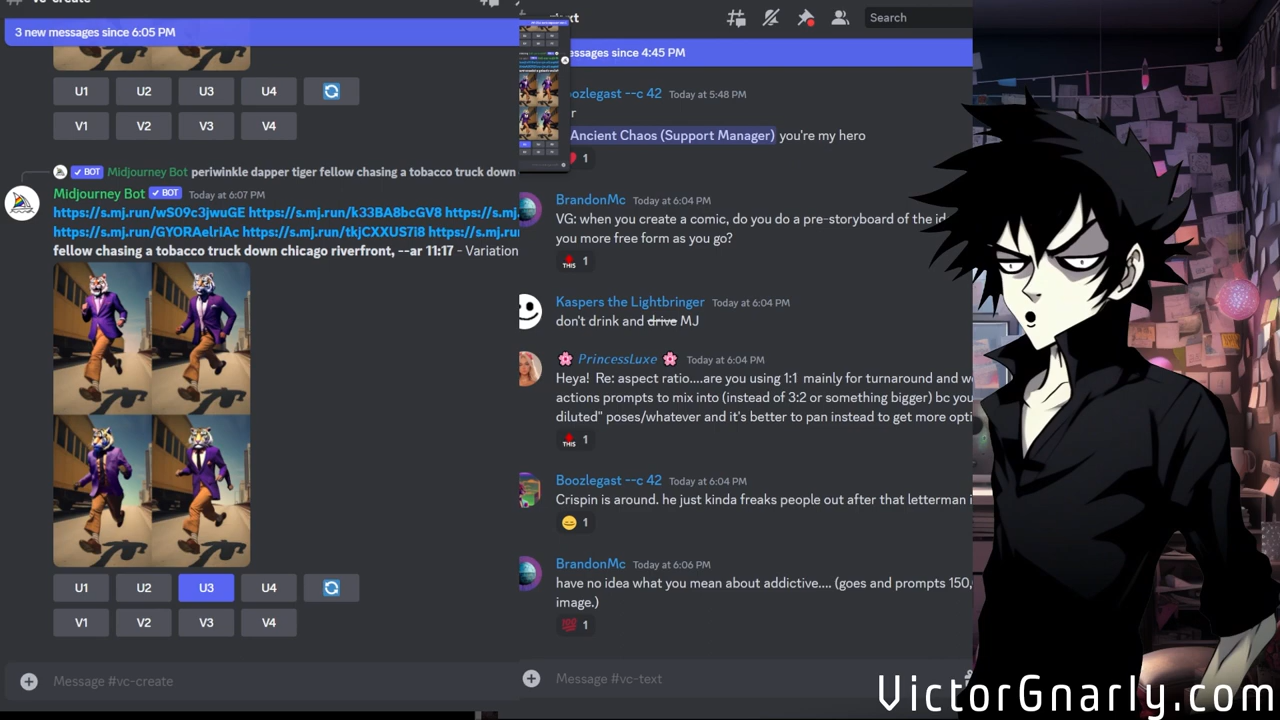 3 new messages since 6:05 PM
U1 U2 U3 U4
V1 V2 V3 V4
BOT Midjourney Bot periwinkle dapper tiger fellow chasing a tobacco truck down
Midjourney Bot BOT Today at 6:07 PM
https://s.mj.run/wS09c3jwuGE https://s.mj.run/k33BA8bcGV8 https://s.mj.
https://s.mj.run/GYORAelriAc https://s.mj.run/tkjCXXUS7i8 https://s.mj.ru
fellow chasing a tobacco truck down chicago riverfront, --ar 11:17 - Variation
U1 U2 U3 U4
V1 V2 V3 V4
Message #vc-create
Search
essages since 4:45 PM
oozlegast --c 42 Today at 5:48 PM
r
Ancient Chaos (Support Manager) you're my hero
1
BrandonMc Today at 6:04 PM
VG: when you create a comic, do you do a pre-storyboard of the id
you more free form as you go?
THIS 1
Kaspers the Lightbringer Today at 6:04 PM
don't drink and drive MJ
PrincessLuxe Today at 6:04 PM
Heya! Re: aspect ratio....are you using 1:1 mainly for turnaround and w
actions prompts to mix into (instead of 3:2 or something bigger) bc you
diluted" poses/whatever and it's better to pan instead to get more opti
THIS 1
Boozlegast --c 42 Today at 6:04 PM
Crispin is around. he just kinda freaks people out after that letterman
1
BrandonMc Today at 6:06 PM
have no idea what you mean about addictive.... (goes and prompts 150,
image.)
100 1
Message #vc-text
VictorGnarly.com